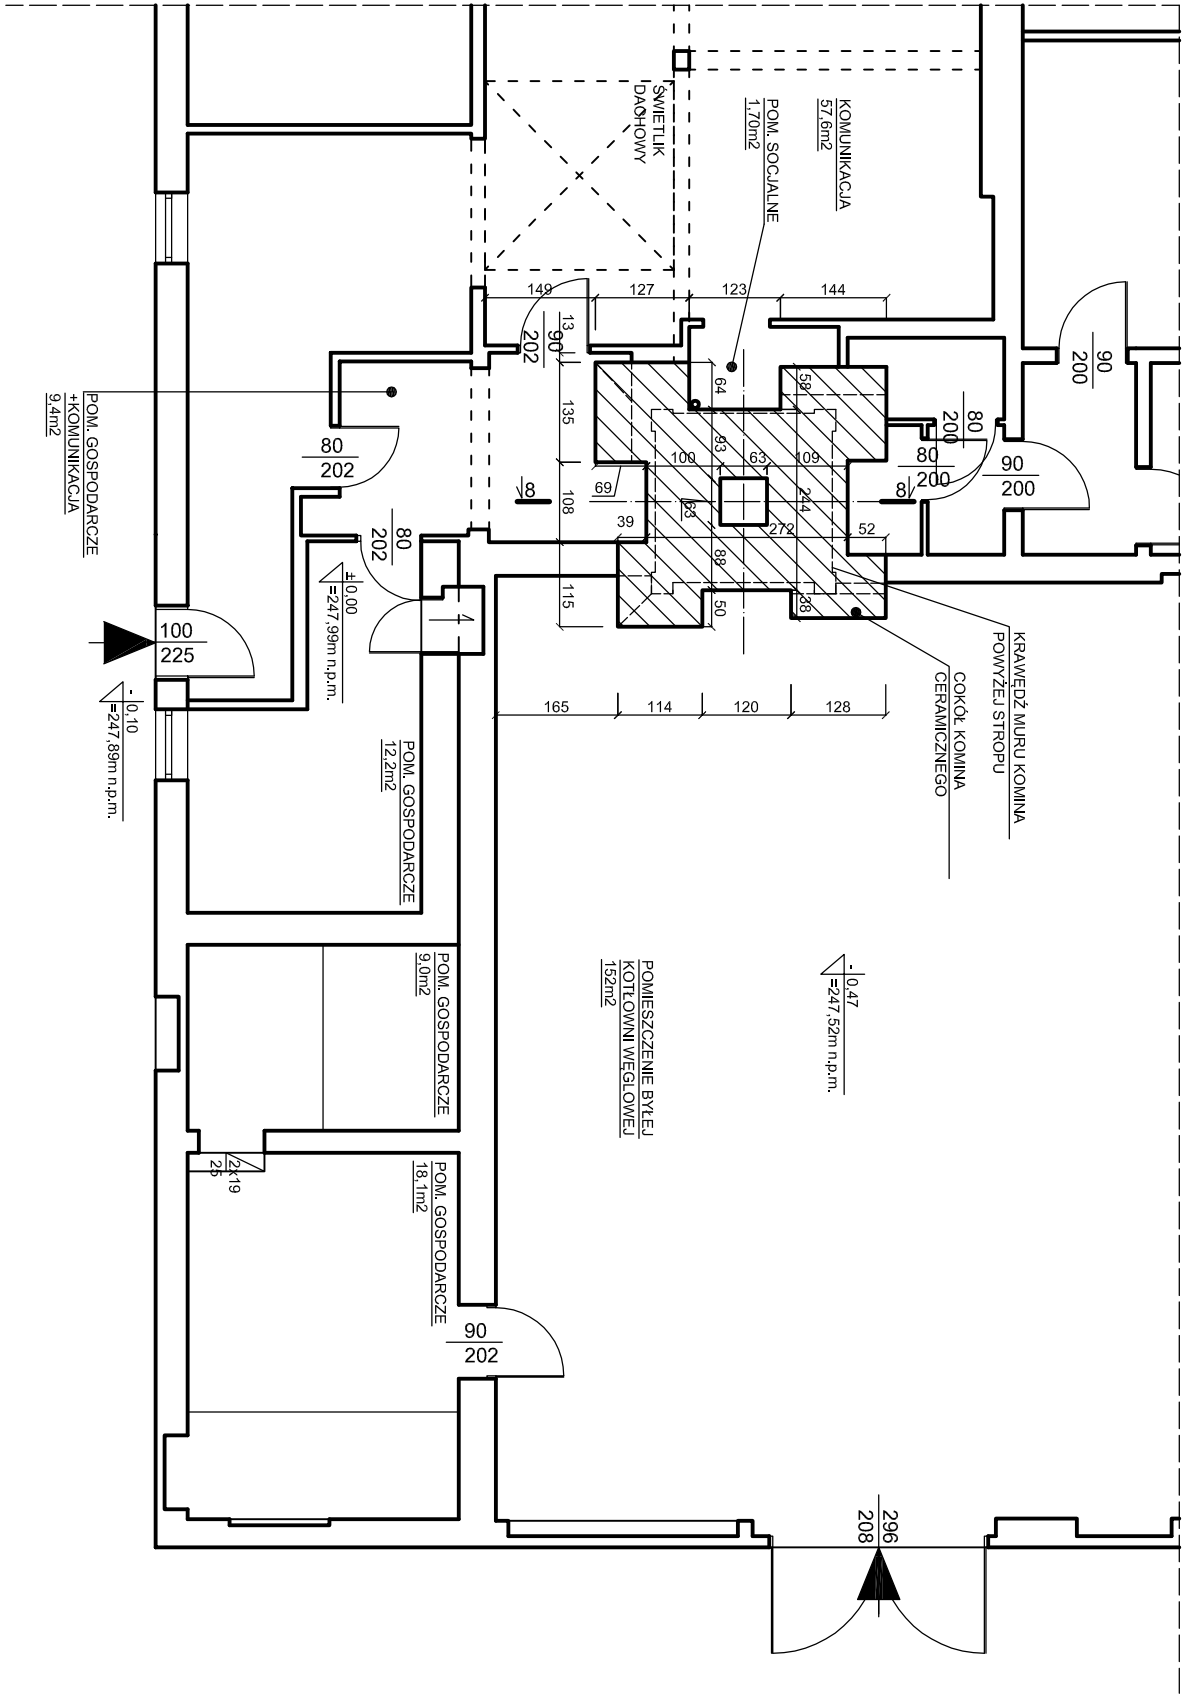 ŚWIETLIK
DACHOWY
POM. SOCJALNE
1,70m2
KOMUNIKACJA
57,6m2
149
127
123
144
13
135
108
115
90
202
90
200
80
200
80
200
90
200
58
64
93
100
63
109
69
8
8
63
244
39
272
52
88
50
38
POM. GOSPODARCZE
+KOMUNIKACJA
9,4m2
80
202
80
202
±0,00
=247,99m n.p.m.
100
225
-0,10
=247,89m n.p.m.
165
114
120
128
KRAWĘDŹ MURU KOMINA
POWYŻEJ STROPU
COKÓŁ KOMINA
CERAMICZNEGO
POM. GOSPODARCZE
12,2m2
POM. GOSPODARCZE
9,0m2
POMIESZCZENIE BYŁEJ
KOTŁOWNI WĘGLOWEJ
152m2
-0,47
=247,52m n.p.m.
2x19
25
POM. GOSPODARCZE
18,1m2
90
202
296
208